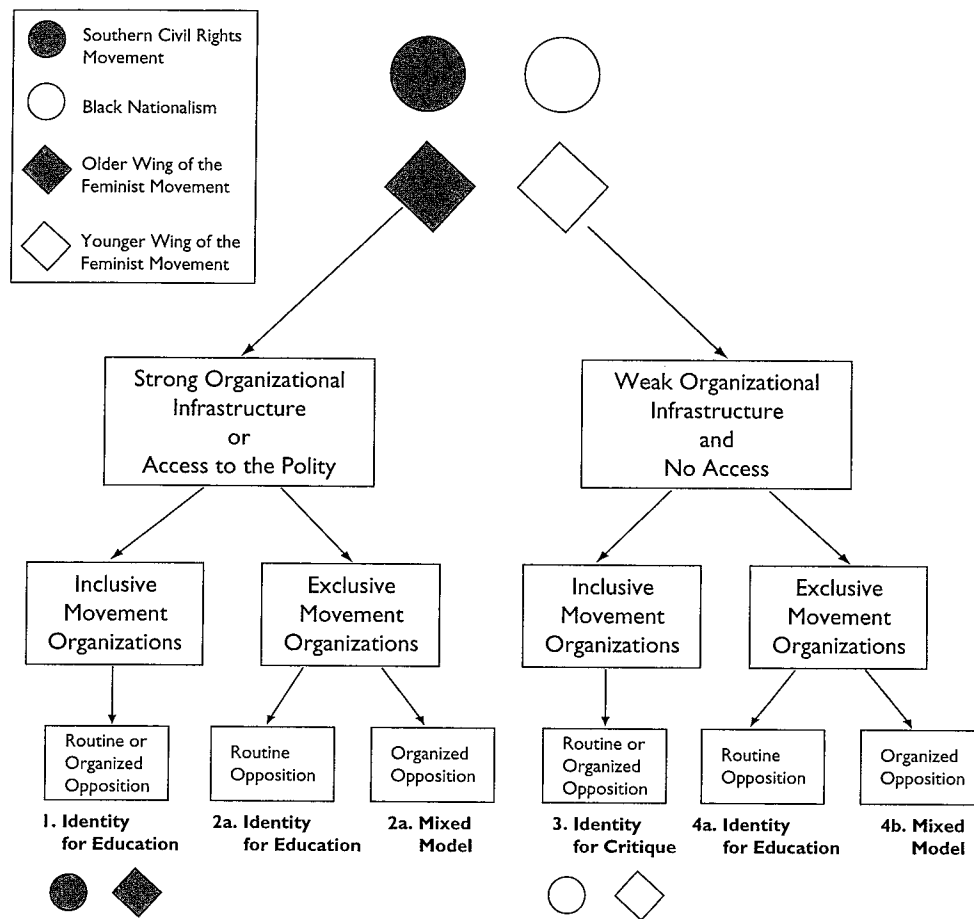 Southern Civil Rights
Movement
Black Nationalism
Older Wing of the
Feminist Movement
Younger Wing of the
Feminist Movement
Strong Organizational
Infrastructure
or
Access to the Polity
Weak Organizational
Infrastructure
and
No Access
Inclusive
Movement
Organizations
Exclusive
Movement
Organizations
Inclusive
Movement
Organizations
Exclusive
Movement
Organizations
Routine or
Organized
Opposition
Routine
Opposition
Organized
Opposition
Routine or
Organized
Opposition
Routine
Opposition
Organized
Opposition
1. Identity
for Education
2a. Identity
for Education
2a. Mixed
Model
3. Identity
for Critique
4a. Identity
for Education
4b. Mixed
Model